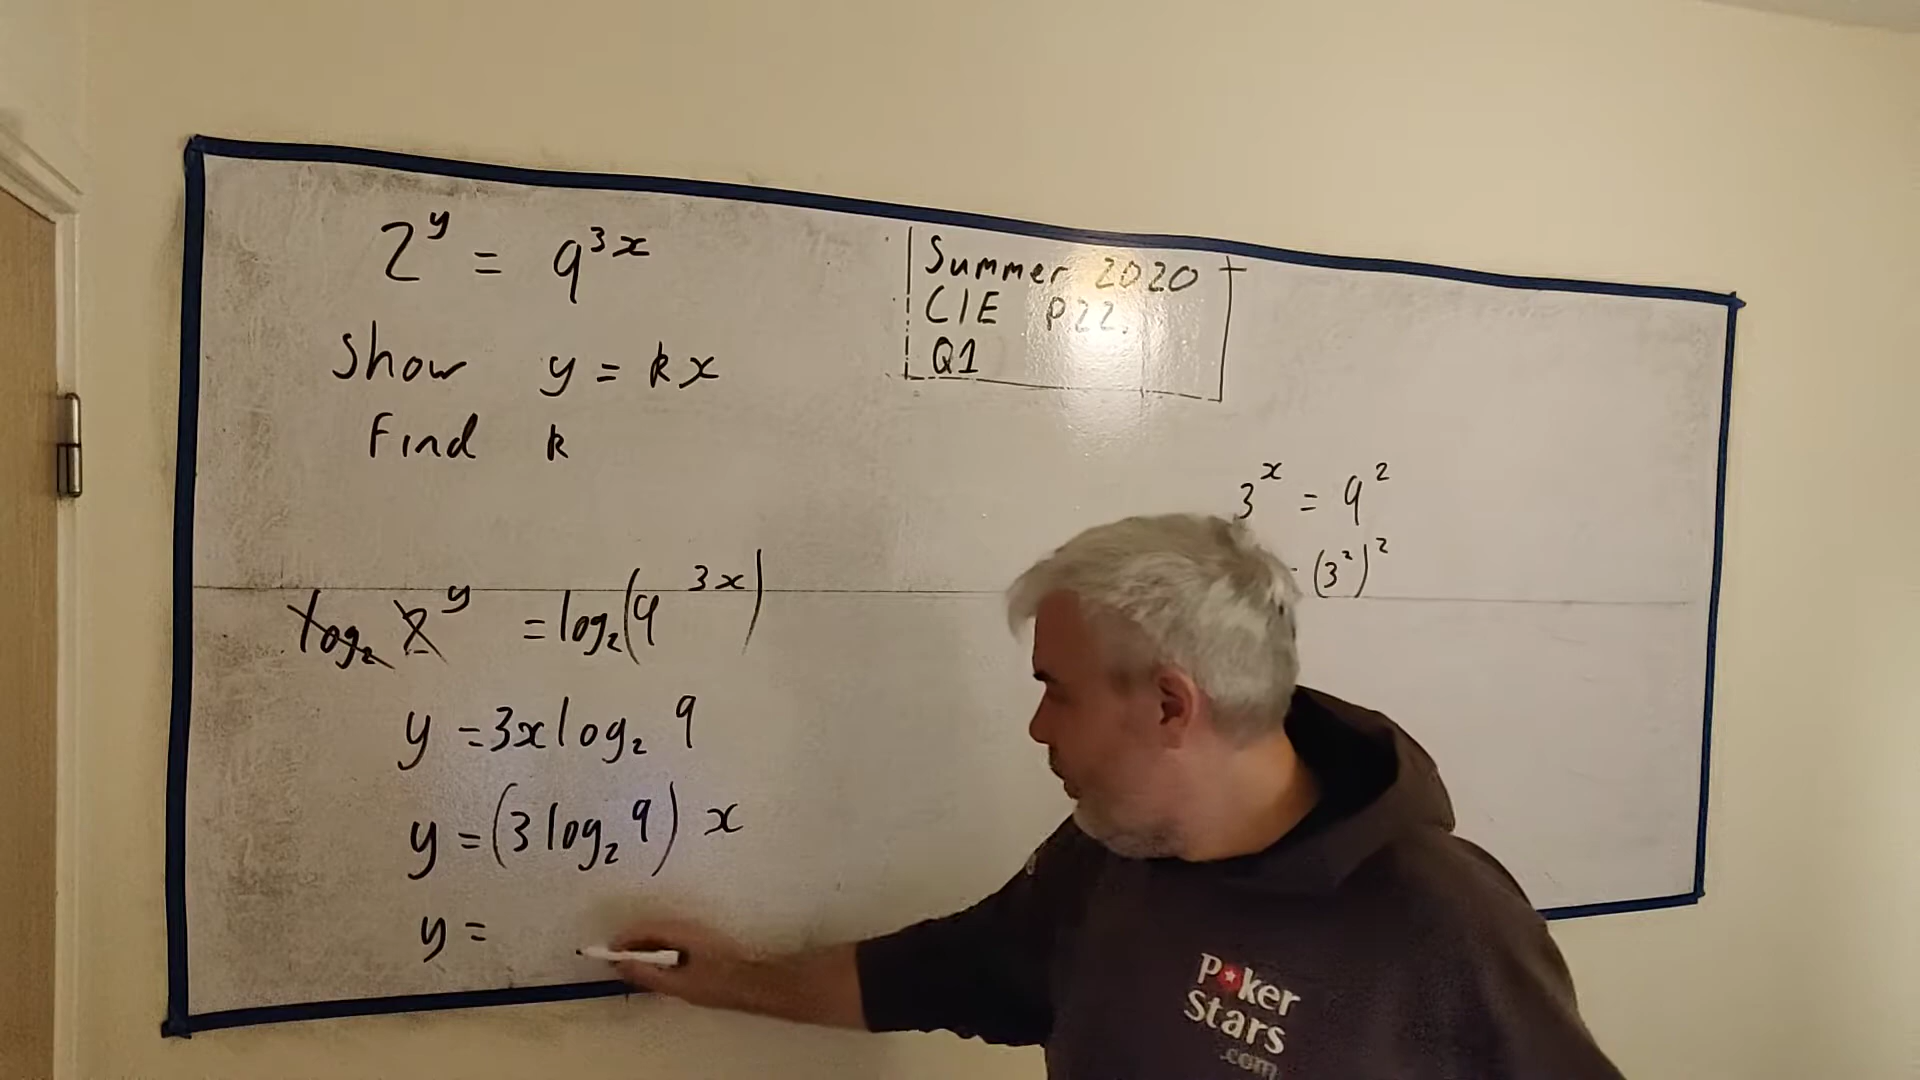 2^y = 9^3x
Show y = kx
Find k
Summer 2020
CIE P22.
Q1
3^x = 9^2
(3^2)^2
log₂ 2^y = log₂(9^3x)
y = 3x log₂ 9
y = (3 log₂ 9) x
y =
PokerStars
.com